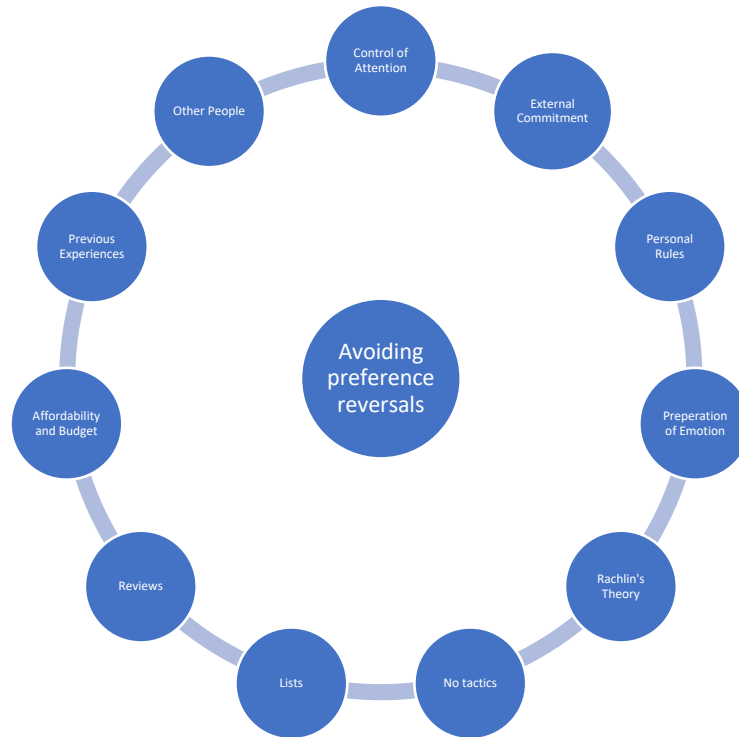 Control of
Attention
External
Commitment
Personal
Rules
Preperation
of Emotion
Rachlin's
Theory
No tactics
Lists
Reviews
Affordability
and Budget
Previous
Experiences
Other People
Avoiding
preference
reversals